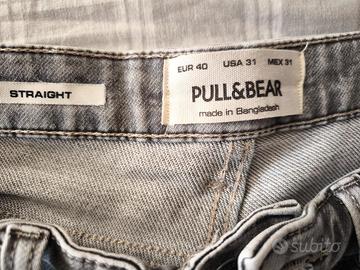 EUR 40 USA 31 MEX 31
PULL&BEAR
made in Bangladesh
STRAIGHT
subito